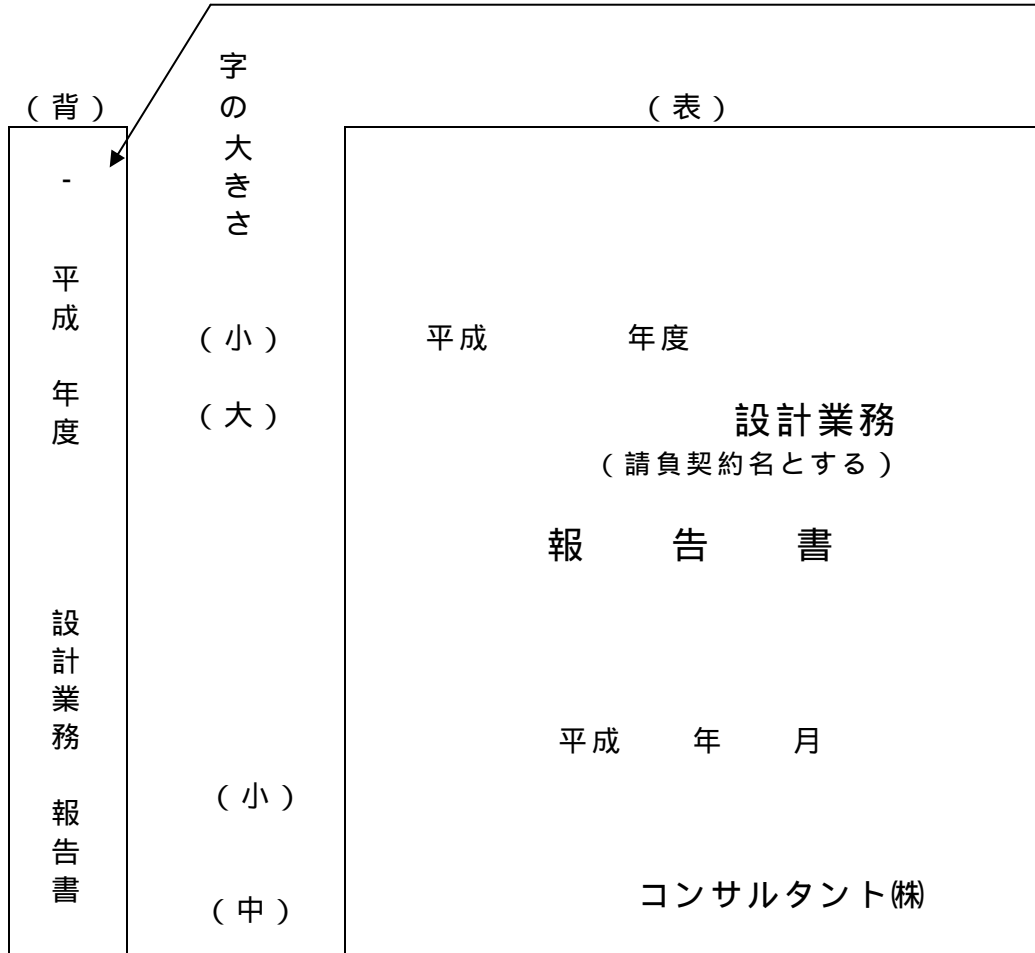 （背）
-
平成　年度
設計業務　報告書
字の大きさ
（小）
（大）
（小）
（中）
（表）
平成　　　　年度
設計業務
（請負契約名とする）
報　告　書
平成　　年　　月
コンサルタント㈱